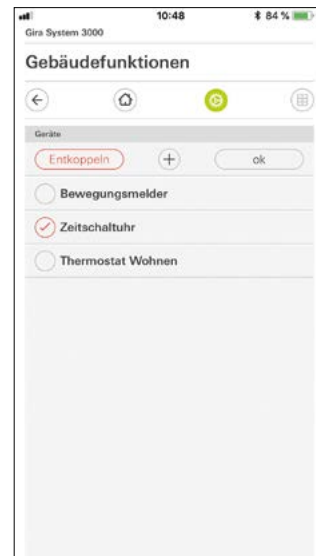 10:48
84 %
Gira System 3000
Gebäudefunktionen
Geräte
Entkoppeln + ok
Bewegungsmelder
Zeitschaltuhr
Thermostat Wohnen